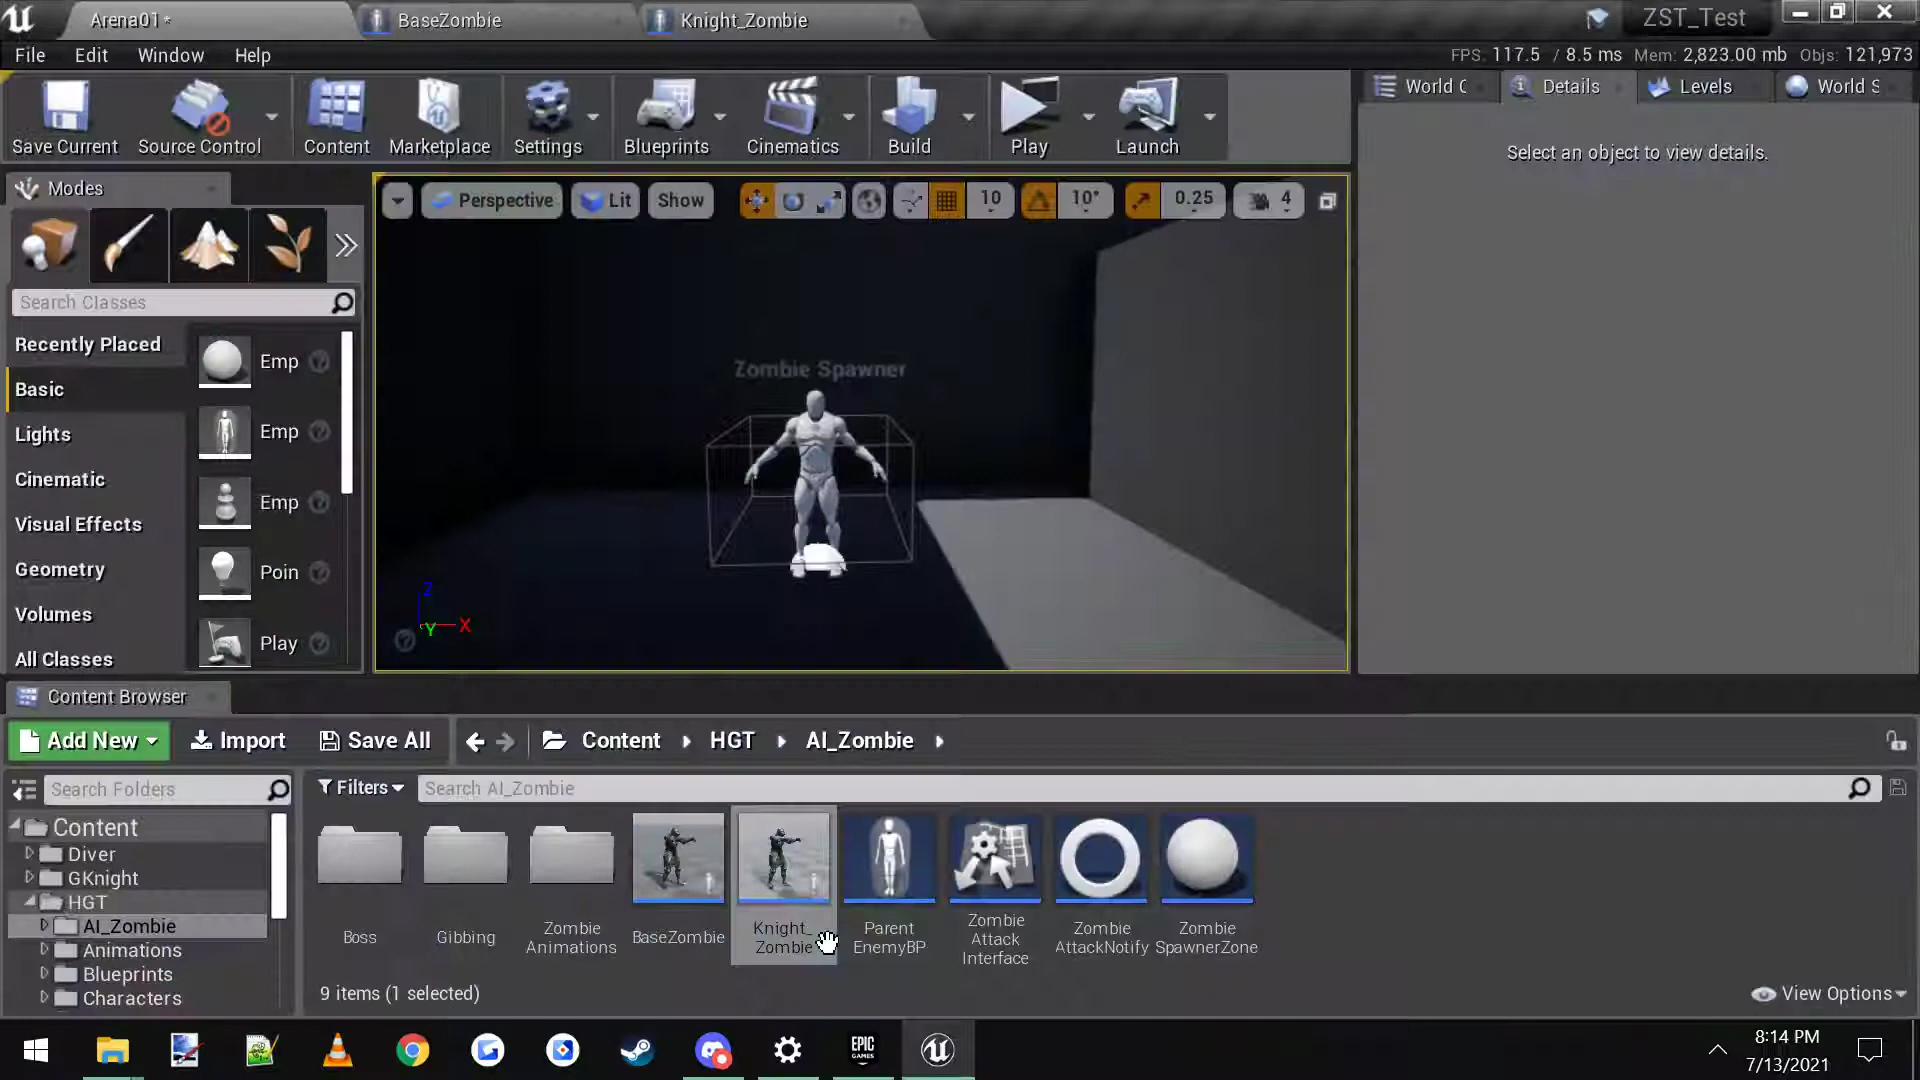 Arena01*
BaseZombie
Knight_Zombie
ZST_Test
File Edit Window Help
FPS: 117.5 / 8.5 ms Mem: 2,823.00 mb Objs: 121,973
Save Current
Source Control
Content
Marketplace
Settings
Blueprints
Cinematics
Build
Play
Launch
World C
Details
Levels
World S
Select an object to view details.
Modes
Search Classes
Recently Placed
Basic
Lights
Cinematic
Visual Effects
Geometry
Volumes
All Classes
Emp
Emp
Emp
Poin
Play
Perspective
Lit
Show
10
10°
0.25
4
Zombie Spawner
Z
Y
X
Content Browser
Add New
Import
Save All
Content
HGT
AI_Zombie
Search Folders
Filters
Search AI_Zombie
Content
Diver
GKnight
HGT
AI_Zombie
Animations
Blueprints
Characters
Boss
Gibbing
Zombie
Animations
BaseZombie
Knight_
Zombie
Parent
EnemyBP
Zombie
Attack
Interface
Zombie
AttackNotify
Zombie
SpawnerZone
9 items (1 selected)
View Options
EPIC
GAMES
8:14 PM
7/13/2021